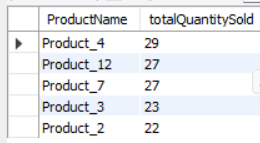 ProductName totalQuantitySold
Product_4 29
Product_12 27
Product_7 27
Product_3 23
Product_2 22